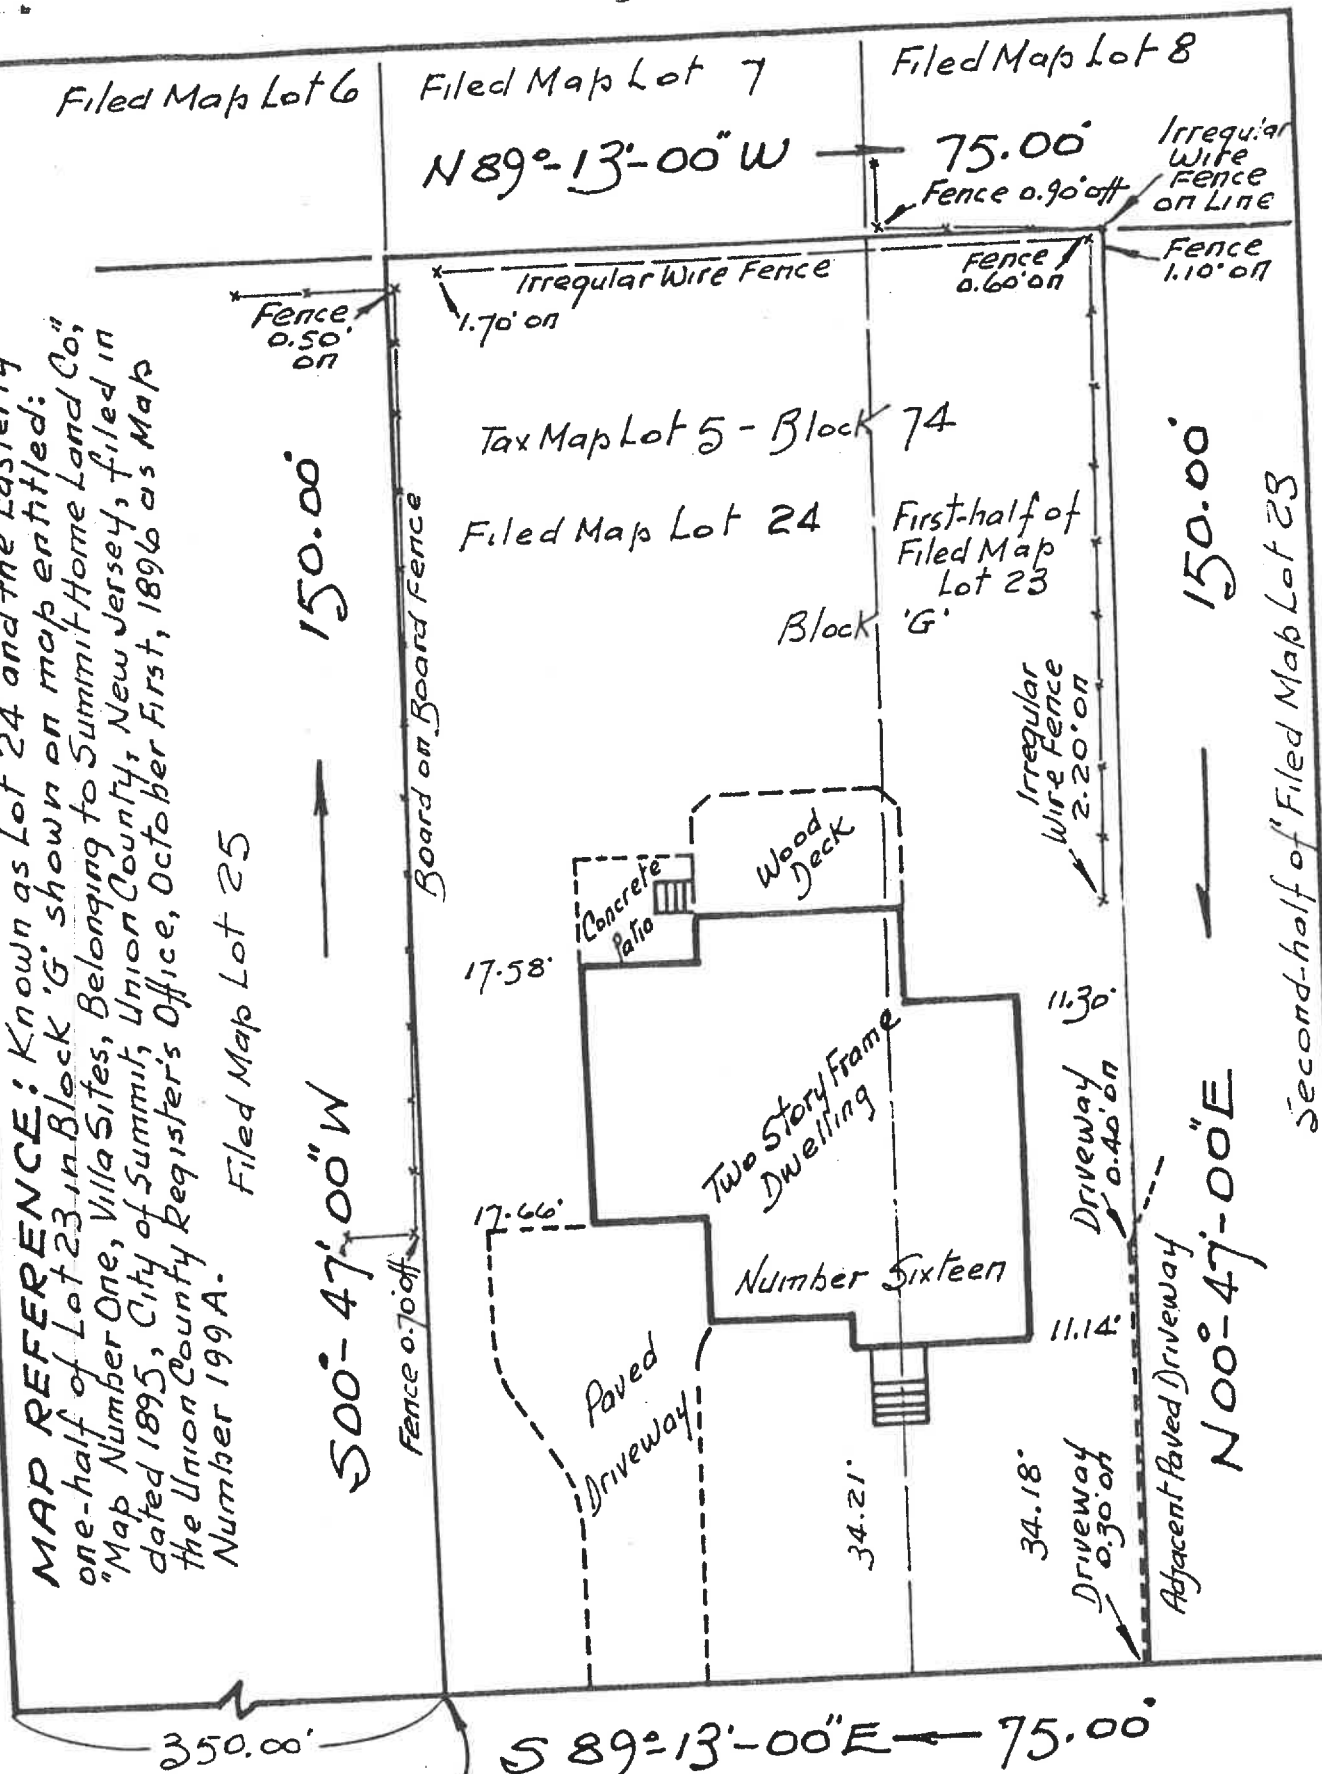 Filed Map Lot 6
Filed Map Lot 7
Filed Map Lot 8
N 89°-13'-00" W 75.00'
Irregular
Wire
Fence
on Line
Fence 0.90' off
Fence
0.50'
on
1.70' on
Irregular Wire Fence
Fence
0.60' on
Fence
1.10' on
Tax Map Lot 5 - Block 74
Filed Map Lot 24
First-half of
Filed Map
Lot 23
Block 'G'
150.00'
S00°-47'-00" W
Board on Board Fence
Filed Map Lot 25
Fence 0.70' off
MAP REFERENCE: Known as Lot 24 and the Easterly
one-half of Lot 23 in Block 'G' shown on map entitled:
"Map Number One, Villa Sites, Belonging to Summit Home Land Co,"
dated 1895, City of Summit, Union County, New Jersey, filed in
the Union County Register's Office, October First, 1896 as Map
Number 199A.
Irregular
Wire Fence
2.20' on
150.00'
N00°-47'-00" E
Second-half of Filed Map Lot 23
Wood
Deck
Concrete
Patio
17.58'
11.30'
Two Story Frame
Dwelling
17.66'
Number Sixteen
11.14'
Driveway
0.40' on
Paved
Driveway
34.21'
34.18'
Driveway
0.30' on
Adjacent Paved Driveway
350.00'
S 89°-13'-00" E 75.00'